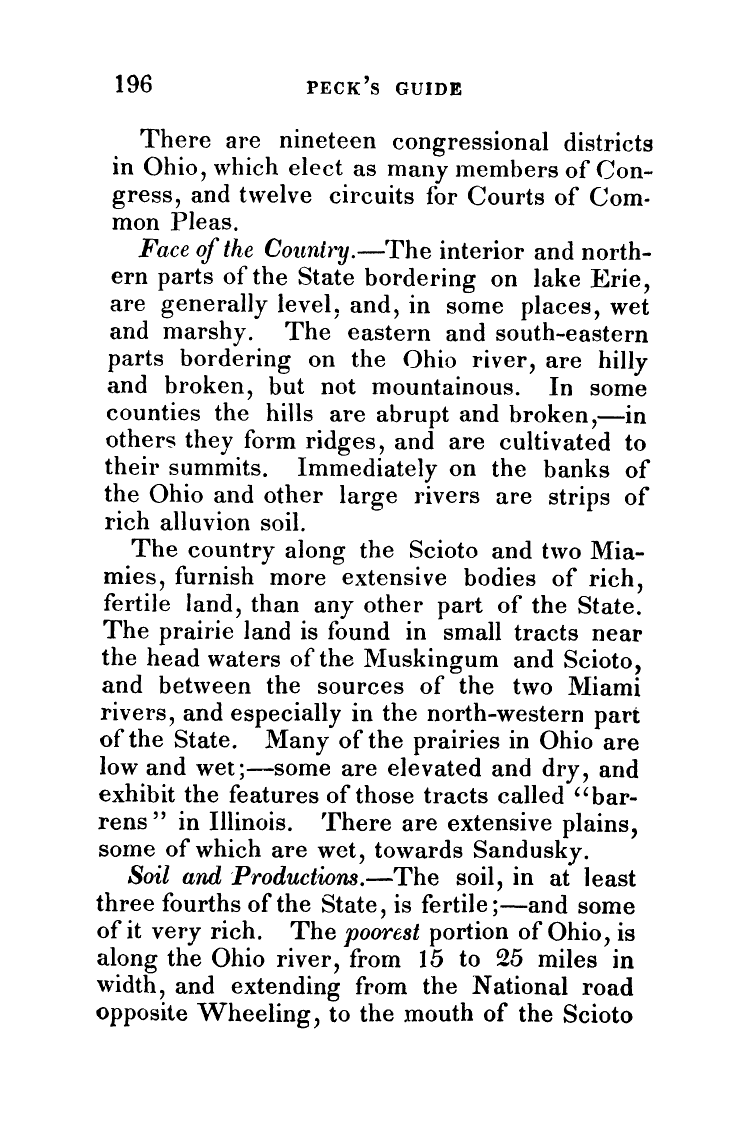 196 PECK'S GUIDE
There are nineteen congressional districts
in Ohio, which elect as many members of Con-
gress, and twelve circuits for Courts of Com-
mon Pleas.
Face of the Country.—The interior and north-
ern parts of the State bordering on lake Erie,
are generally level, and, in some places, wet
and marshy. The eastern and south-eastern
parts bordering on the Ohio river, are hilly
and broken, but not mountainous. In some
counties the hills are abrupt and broken,—in
others they form ridges, and are cultivated to
their summits. Immediately on the banks of
the Ohio and other large rivers are strips of
rich alluvion soil.
The country along the Scioto and two Mia-
mies, furnish more extensive bodies of rich,
fertile land, than any other part of the State.
The prairie land is found in small tracts near
the head waters of the Muskingum and Scioto,
and between the sources of the two Miami
rivers, and especially in the north-western part
of the State. Many of the prairies in Ohio are
low and wet;—some are elevated and dry, and
exhibit the features of those tracts called "bar-
rens" in Illinois. There are extensive plains,
some of which are wet, towards Sandusky.
Soil and Productions.—The soil, in at least
three fourths of the State, is fertile;—and some
of it very rich. The poorest portion of Ohio, is
along the Ohio river, from 15 to 25 miles in
width, and extending from the National road
opposite Wheeling, to the mouth of the Scioto